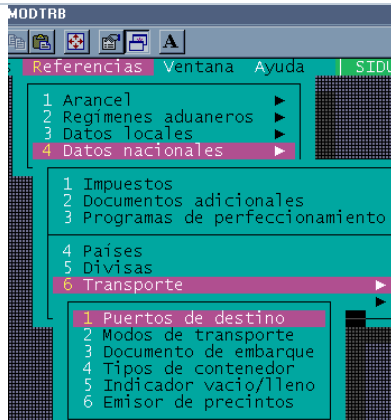 MODTRB
A
s Referencias Ventana Ayuda SIDU
1 Arancel
2 Regímenes aduaneros
3 Datos locales
4 Datos nacionales
1 Impuestos
2 Documentos adicionales
3 Programas de perfeccionamiento
4 Países
5 Divisas
6 Transporte
1 Puertos de destino
2 Modos de transporte
3 Documento de embarque
4 Tipos de contenedor
5 Indicador vacio/lleno
6 Emisor de precintos